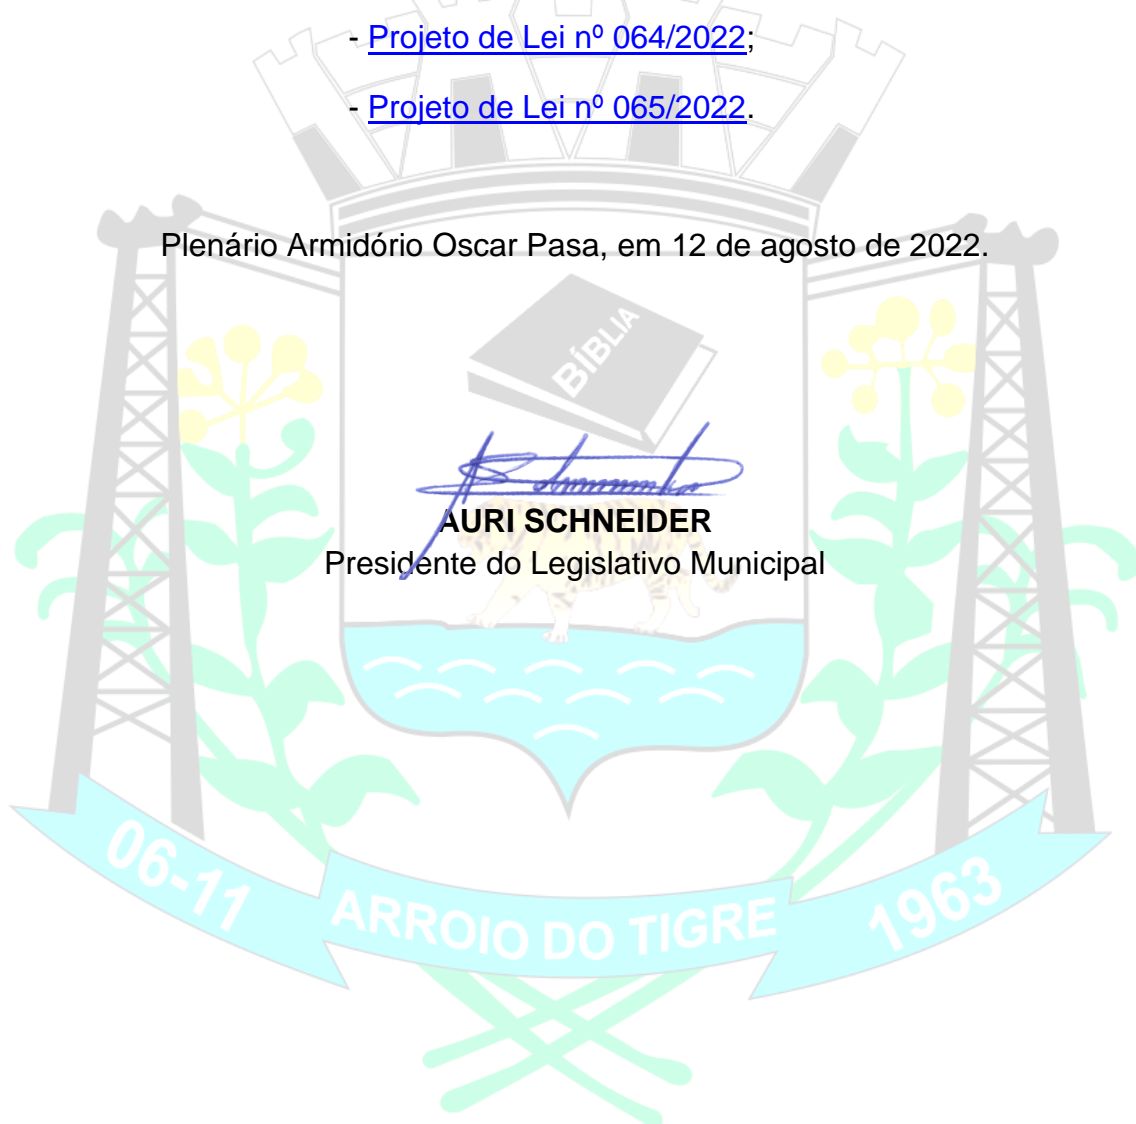 - Projeto de Lei nº 064/2022;
- Projeto de Lei nº 065/2022.
Plenário Armidório Oscar Pasa, em 12 de agosto de 2022.
BÍBLIA
AURI SCHNEIDER
Presidente do Legislativo Municipal
06-11 ARROIO DO TIGRE 1963